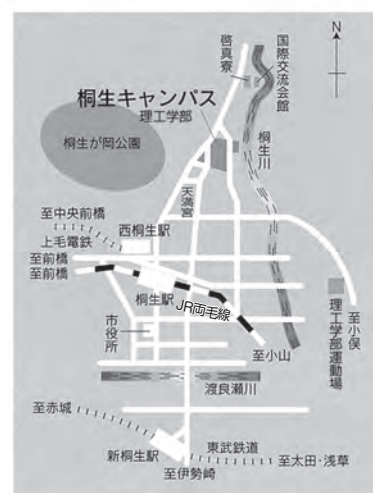 N
啓真寮
国際交流会館
桐生キャンパス
理工学部
桐生が岡公園
桐生川
天満宮
至中央前橋
上毛電鉄
西桐生駅
至前橋
至前橋
桐生駅
JR両毛線
市役所
至小山
理工学部運動場
至小俣
渡良瀬川
至赤城
新桐生駅
東武鉄道
至太田・浅草
至伊勢崎